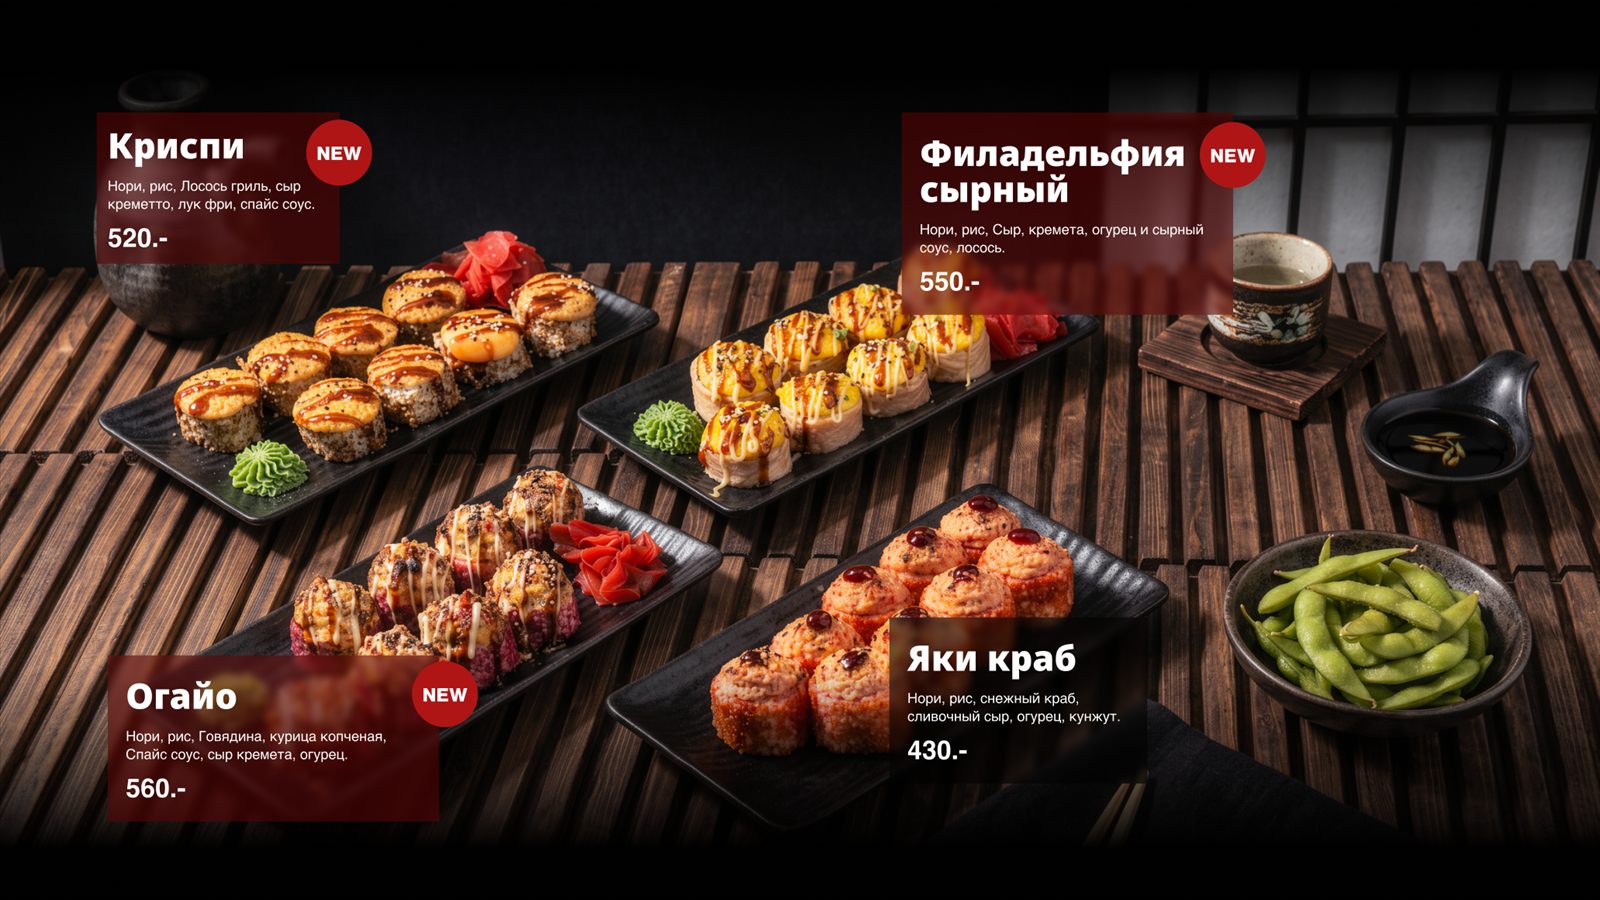 Криспи
NEW
Нори, рис, Лосось гриль, сыр
креметто, лук фри, спайс соус.
520.-
Филадельфия
сырный
NEW
Нори, рис, Сыр, кремета, огурец и сырный
соус, лосось.
550.-
Огайо
NEW
Нори, рис, Говядина, курица копченая,
Спайс соус, сыр кремета, огурец.
560.-
Яки краб
Нори, рис, снежный краб,
сливочный сыр, огурец, кунжут.
430.-